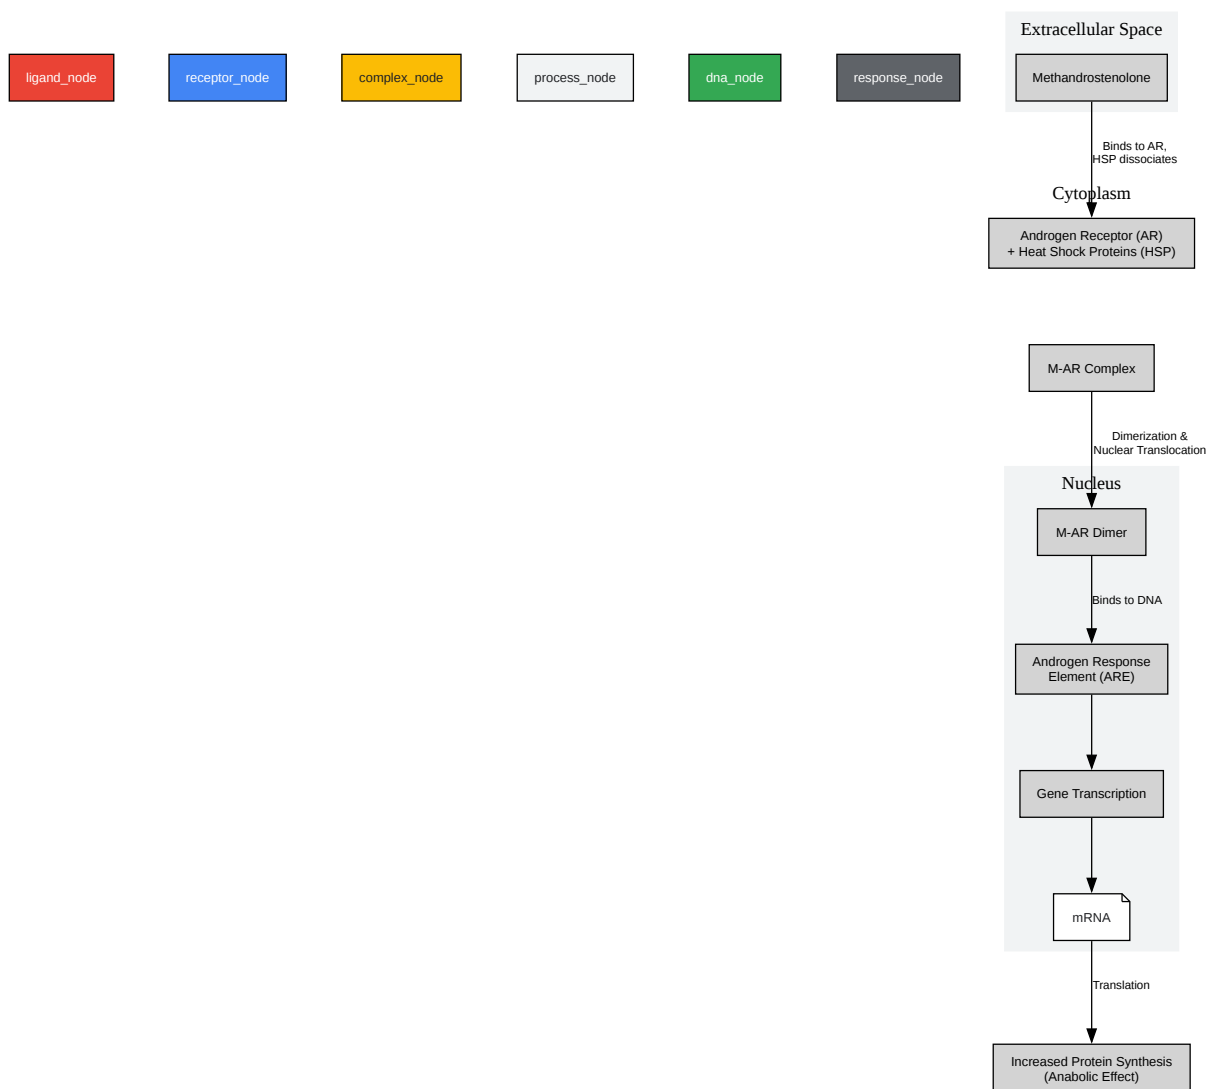 Extracellular Space
ligand_node
receptor_node
complex_node
process_node
dna_node
response_node
Methandrostenolone
Binds to AR,
HSP dissociates
Cytoplasm
Androgen Receptor (AR)
+ Heat Shock Proteins (HSP)
M-AR Complex
Dimerization &
Nuclear Translocation
Nucleus
M-AR Dimer
Binds to DNA
Androgen Response
Element (ARE)
Gene Transcription
mRNA
Translation
Increased Protein Synthesis
(Anabolic Effect)